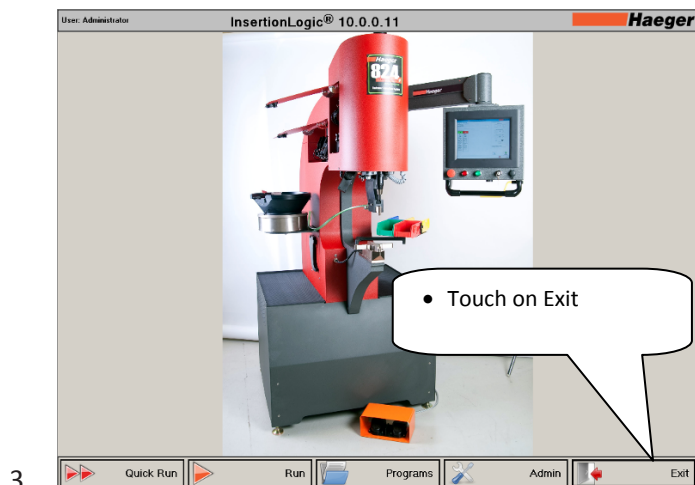 User: Administrator
InsertionLogic® 10.0.0.11
Haeger
Haeger
824
• Touch on Exit
3
Quick Run
Run
Programs
Admin
Exit